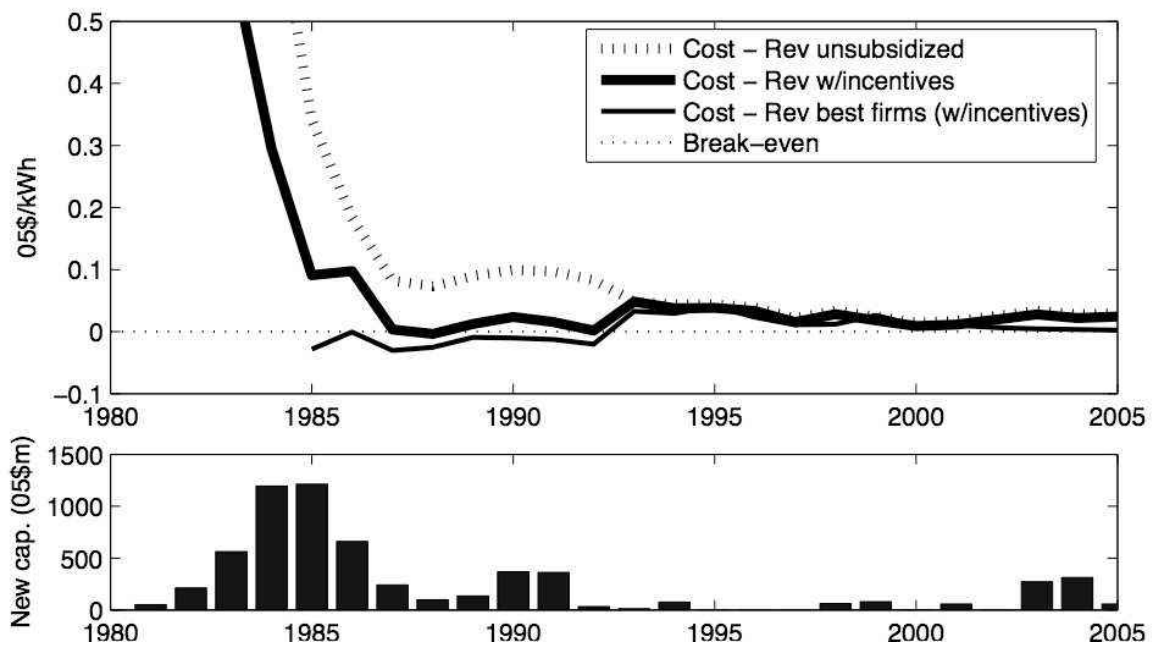 0.5
0.4
0.3
0.2
0.1
0
−0.1
05$/kWh
Cost − Rev unsubsidized
Cost − Rev w/incentives
Cost − Rev best firms (w/incentives)
Break−even
1980 1985 1990 1995 2000 2005
New cap. (05$m)
1500
1000
500
0
1980 1985 1990 1995 2000 2005